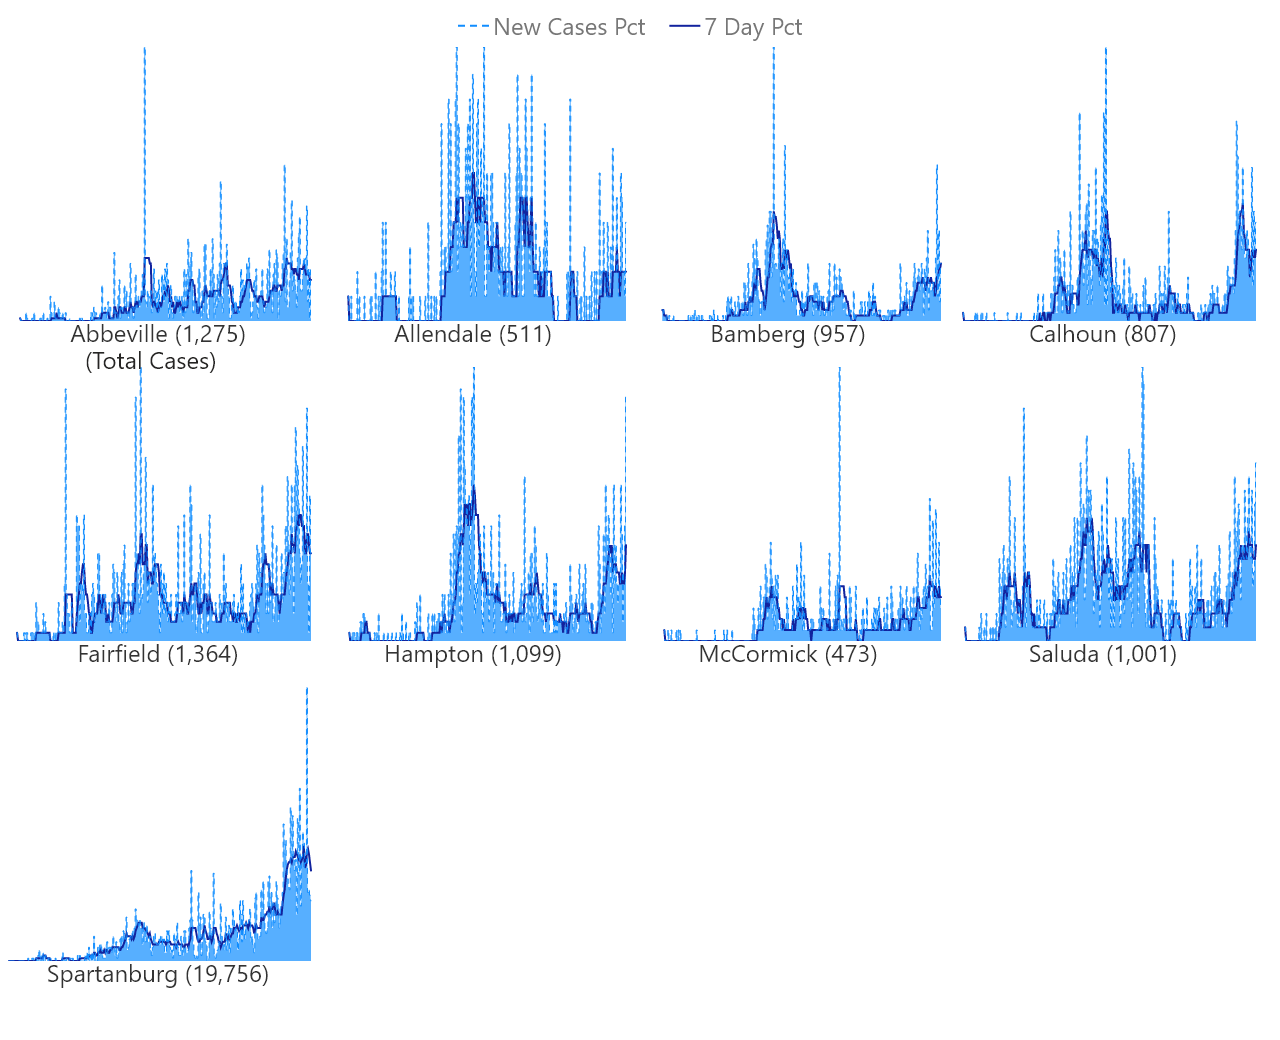 New Cases Pct 7 Day Pct
Abbeville (1,275)
(Total Cases)
Allendale (511)
Bamberg (957)
Calhoun (807)
Fairfield (1,364)
Hampton (1,099)
McCormick (473)
Saluda (1,001)
Spartanburg (19,756)